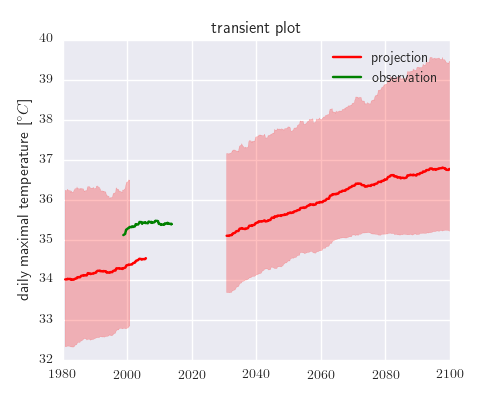 transient plot
projection
observation
daily maximal temperature [°C]
40
39
38
37
36
35
34
33
32
1980 2000 2020 2040 2060 2080 2100